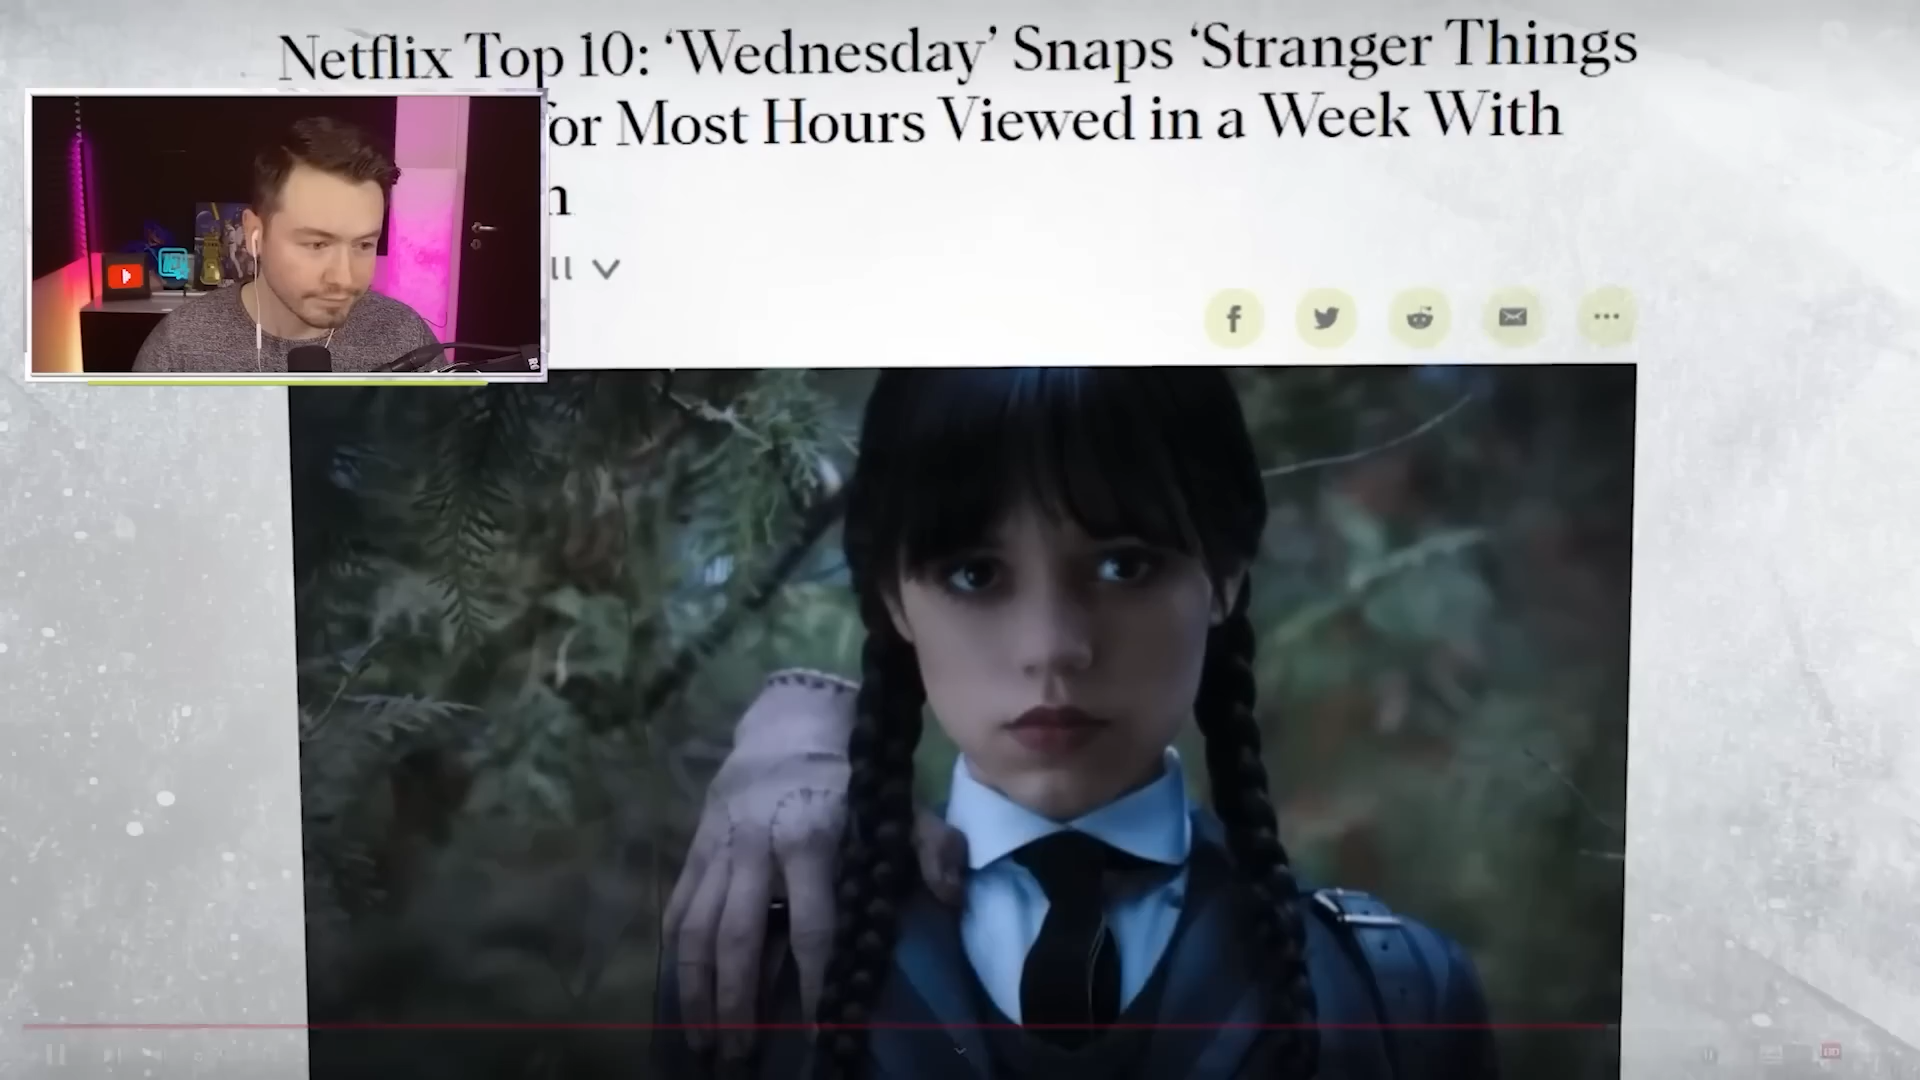 Netflix Top 10: ‘Wednesday’ Snaps ‘Stranger Things
for Most Hours Viewed in a Week With